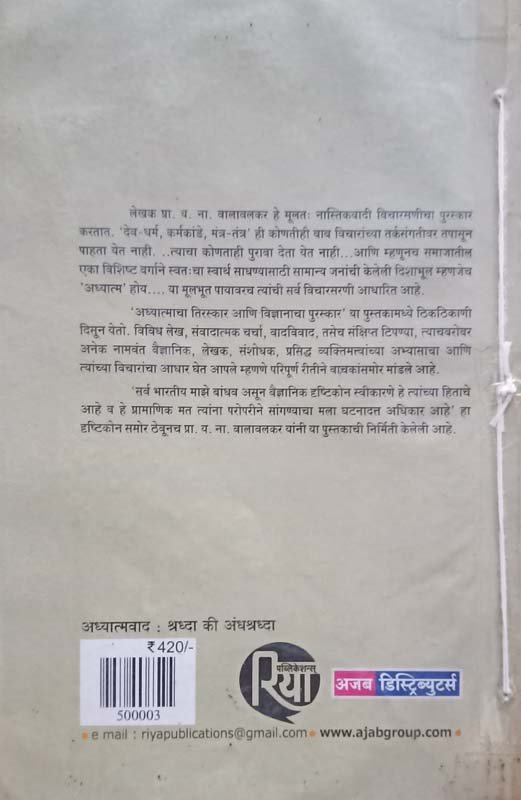 लेखक प्रा. य. ना. वालावलकर हे मूलतः नास्तिकवादी विचारसणीचा पुरस्कार
करतात. 'देव-धर्म, कर्मकांडे, मंत्र-तंत्र' ही कोणतीही बाब विचारांच्या तर्कसंगतीवर तपासून
पाहता येत नाही. ..त्याचा कोणताही पुरावा देता येत नाही...आणि म्हणूनच समाजातील
एका विशिष्ट वर्गाने स्वतःचा स्वार्थ साधण्यासाठी सामान्य जनांची केलेली दिशाभूल म्हणजेच
'अध्यात्म' होय.... या मूलभूत पायावरच त्यांची सर्व विचारसरणी आधारित आहे.
'अध्यात्माचा तिरस्कार आणि विज्ञानाचा पुरस्कार' या पुस्तकामध्ये ठिकठिकाणी
दिसून येतो. विविध लेख, संवादात्मक चर्चा, वादविवाद, तसेच संक्षिप्त टिपण्या, त्याचबरोबर
अनेक नामवंत वैज्ञानिक, लेखक, संशोधक, प्रसिद्ध व्यक्तिमत्वांच्या अभ्यासाचा आणि
त्यांच्या विचारांचा आधार घेत आपले म्हणणे परिपूर्ण रीतीने वाचकांसमोर मांडले आहे.
'सर्व भारतीय माझे बांधव असून वैज्ञानिक दृष्टिकोन स्वीकारणे हे त्यांच्या हिताचे
आहे व हे प्रामाणिक मत त्यांना परोपरीने सांगण्याचा मला घटनादत्त अधिकार आहे' हा
दृष्टिकोन समोर ठेवूनच प्रा. य. ना. वालावलकर यांनी या पुस्तकाची निर्मिती केलेली आहे.
अध्यात्मवाद : श्रध्दा की अंधश्रध्दा
₹ 420/-
500003
पब्लिकेशन्स्
रिया
अजब डिस्ट्रिब्युटर्स
e mail : riyapublications@gmail.com • www.ajabgroup.com